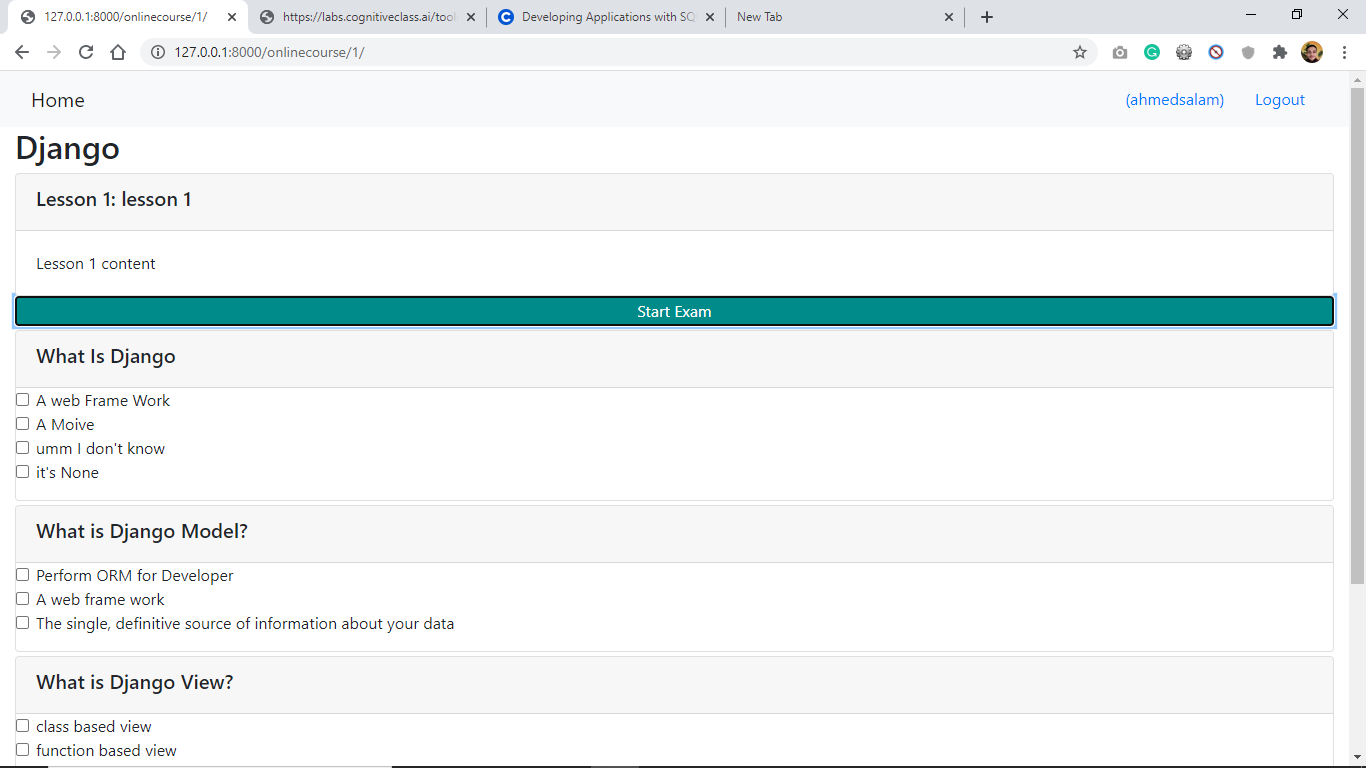 127.0.0.1:8000/onlinecourse/1/
https://labs.cognitiveclass.ai/tool
Developing Applications with SQ
New Tab
127.0.0.1:8000/onlinecourse/1/
Home
(ahmedsalam)
Logout
Django
Lesson 1: lesson 1
Lesson 1 content
Start Exam
What Is Django
A web Frame Work
A Moive
umm I don't know
it's None
What is Django Model?
Perform ORM for Developer
A web frame work
The single, definitive source of information about your data
What is Django View?
class based view
function based view